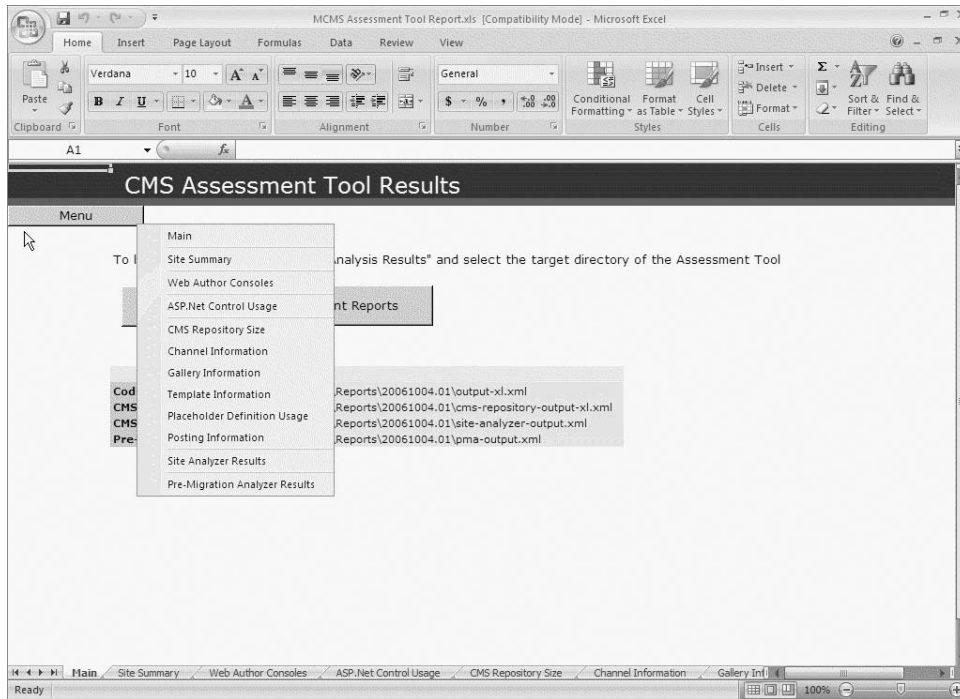 MCMS Assessment Tool Report.xls [Compatibility Mode] - Microsoft Excel
Home Insert Page Layout Formulas Data Review View
Paste
Verdana 10 A A
B I U A
General
$ % , .0 .00 .00 .0
Conditional Formatting
Format as Table
Cell Styles
Insert
Delete
Format
Σ
Sort & Filter
Find & Select
Clipboard Font Alignment Number Styles Cells Editing
A1 fx
CMS Assessment Tool Results
Menu
Main
Site Summary
Web Author Consoles
ASP.Net Control Usage
CMS Repository Size
Channel Information
Gallery Information
Template Information
Placeholder Definition Usage
Posting Information
Site Analyzer Results
Pre-Migration Analyzer Results
To nalysis Results" and select the target directory of the Assessment Tool
nt Reports
Cod Reports\20061004.01\output-xl.xml
CMS Reports\20061004.01\cms-repository-output-xl.xml
CMS Reports\20061004.01\site-analyzer-output.xml
Pre- Reports\20061004.01\pma-output.xml
Main Site Summary Web Author Consoles ASP.Net Control Usage CMS Repository Size Channel Information Gallery Inf
Ready 100%